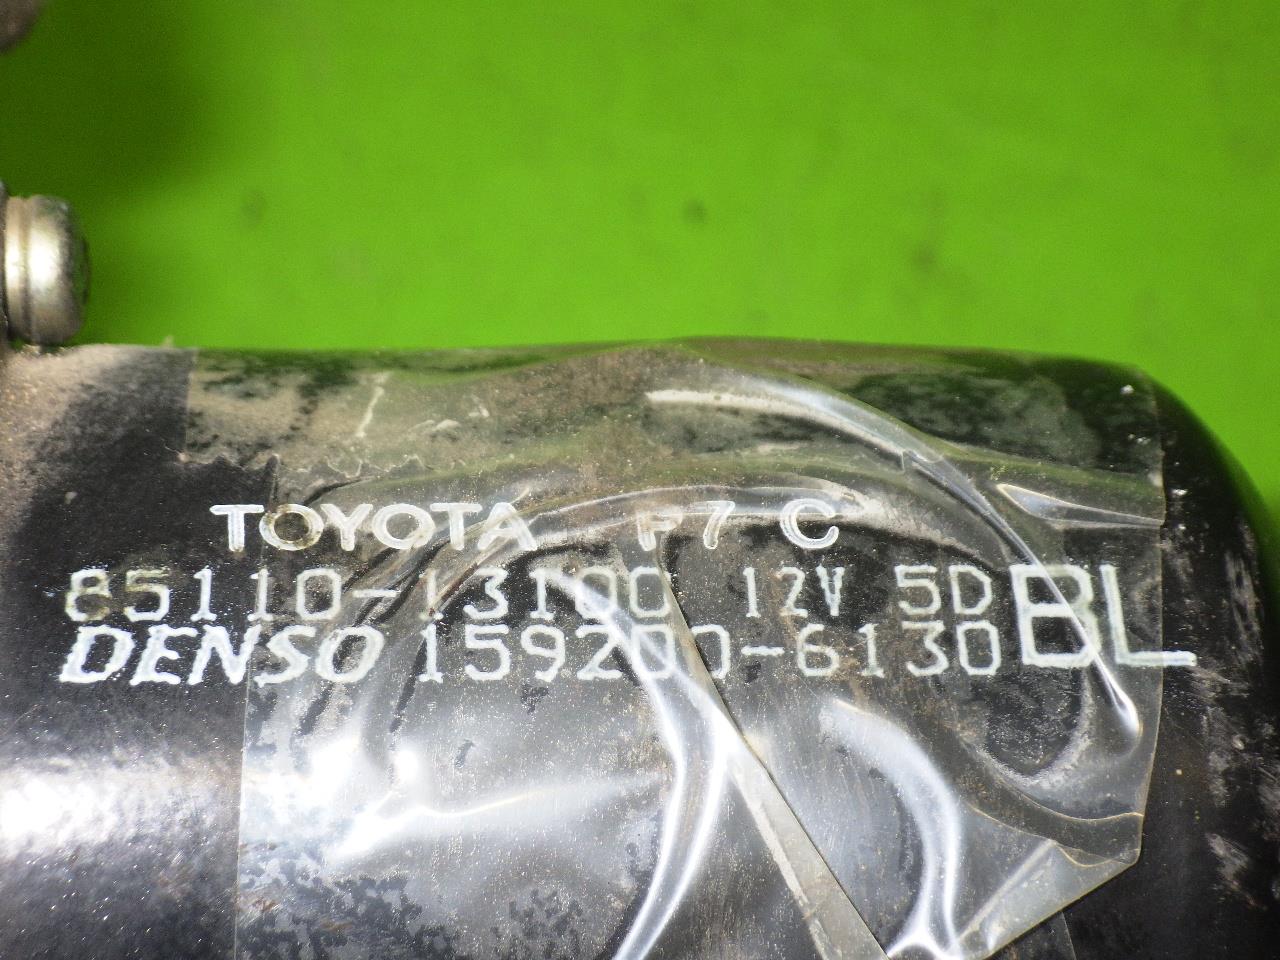 TOYOTA F7 C
85110-13100 12V 5D
DENSO 159200-6130 BL